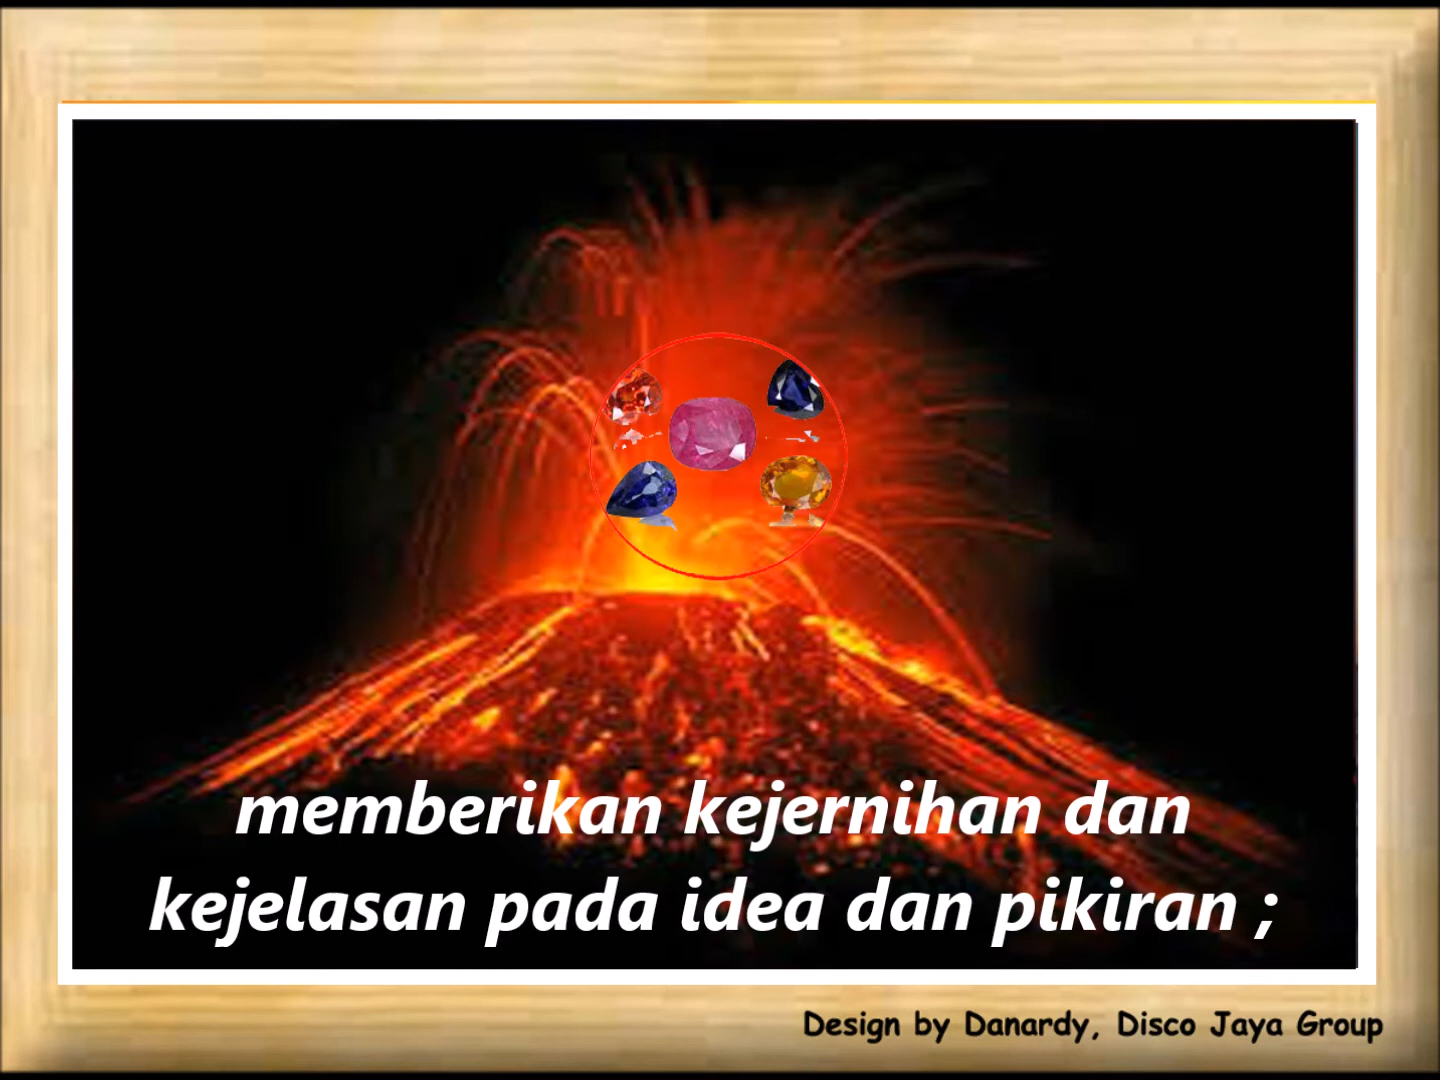 memberikan kejernihan dan
kejelasan pada idea dan pikiran ;
Design by Danardy, Disco Jaya Group